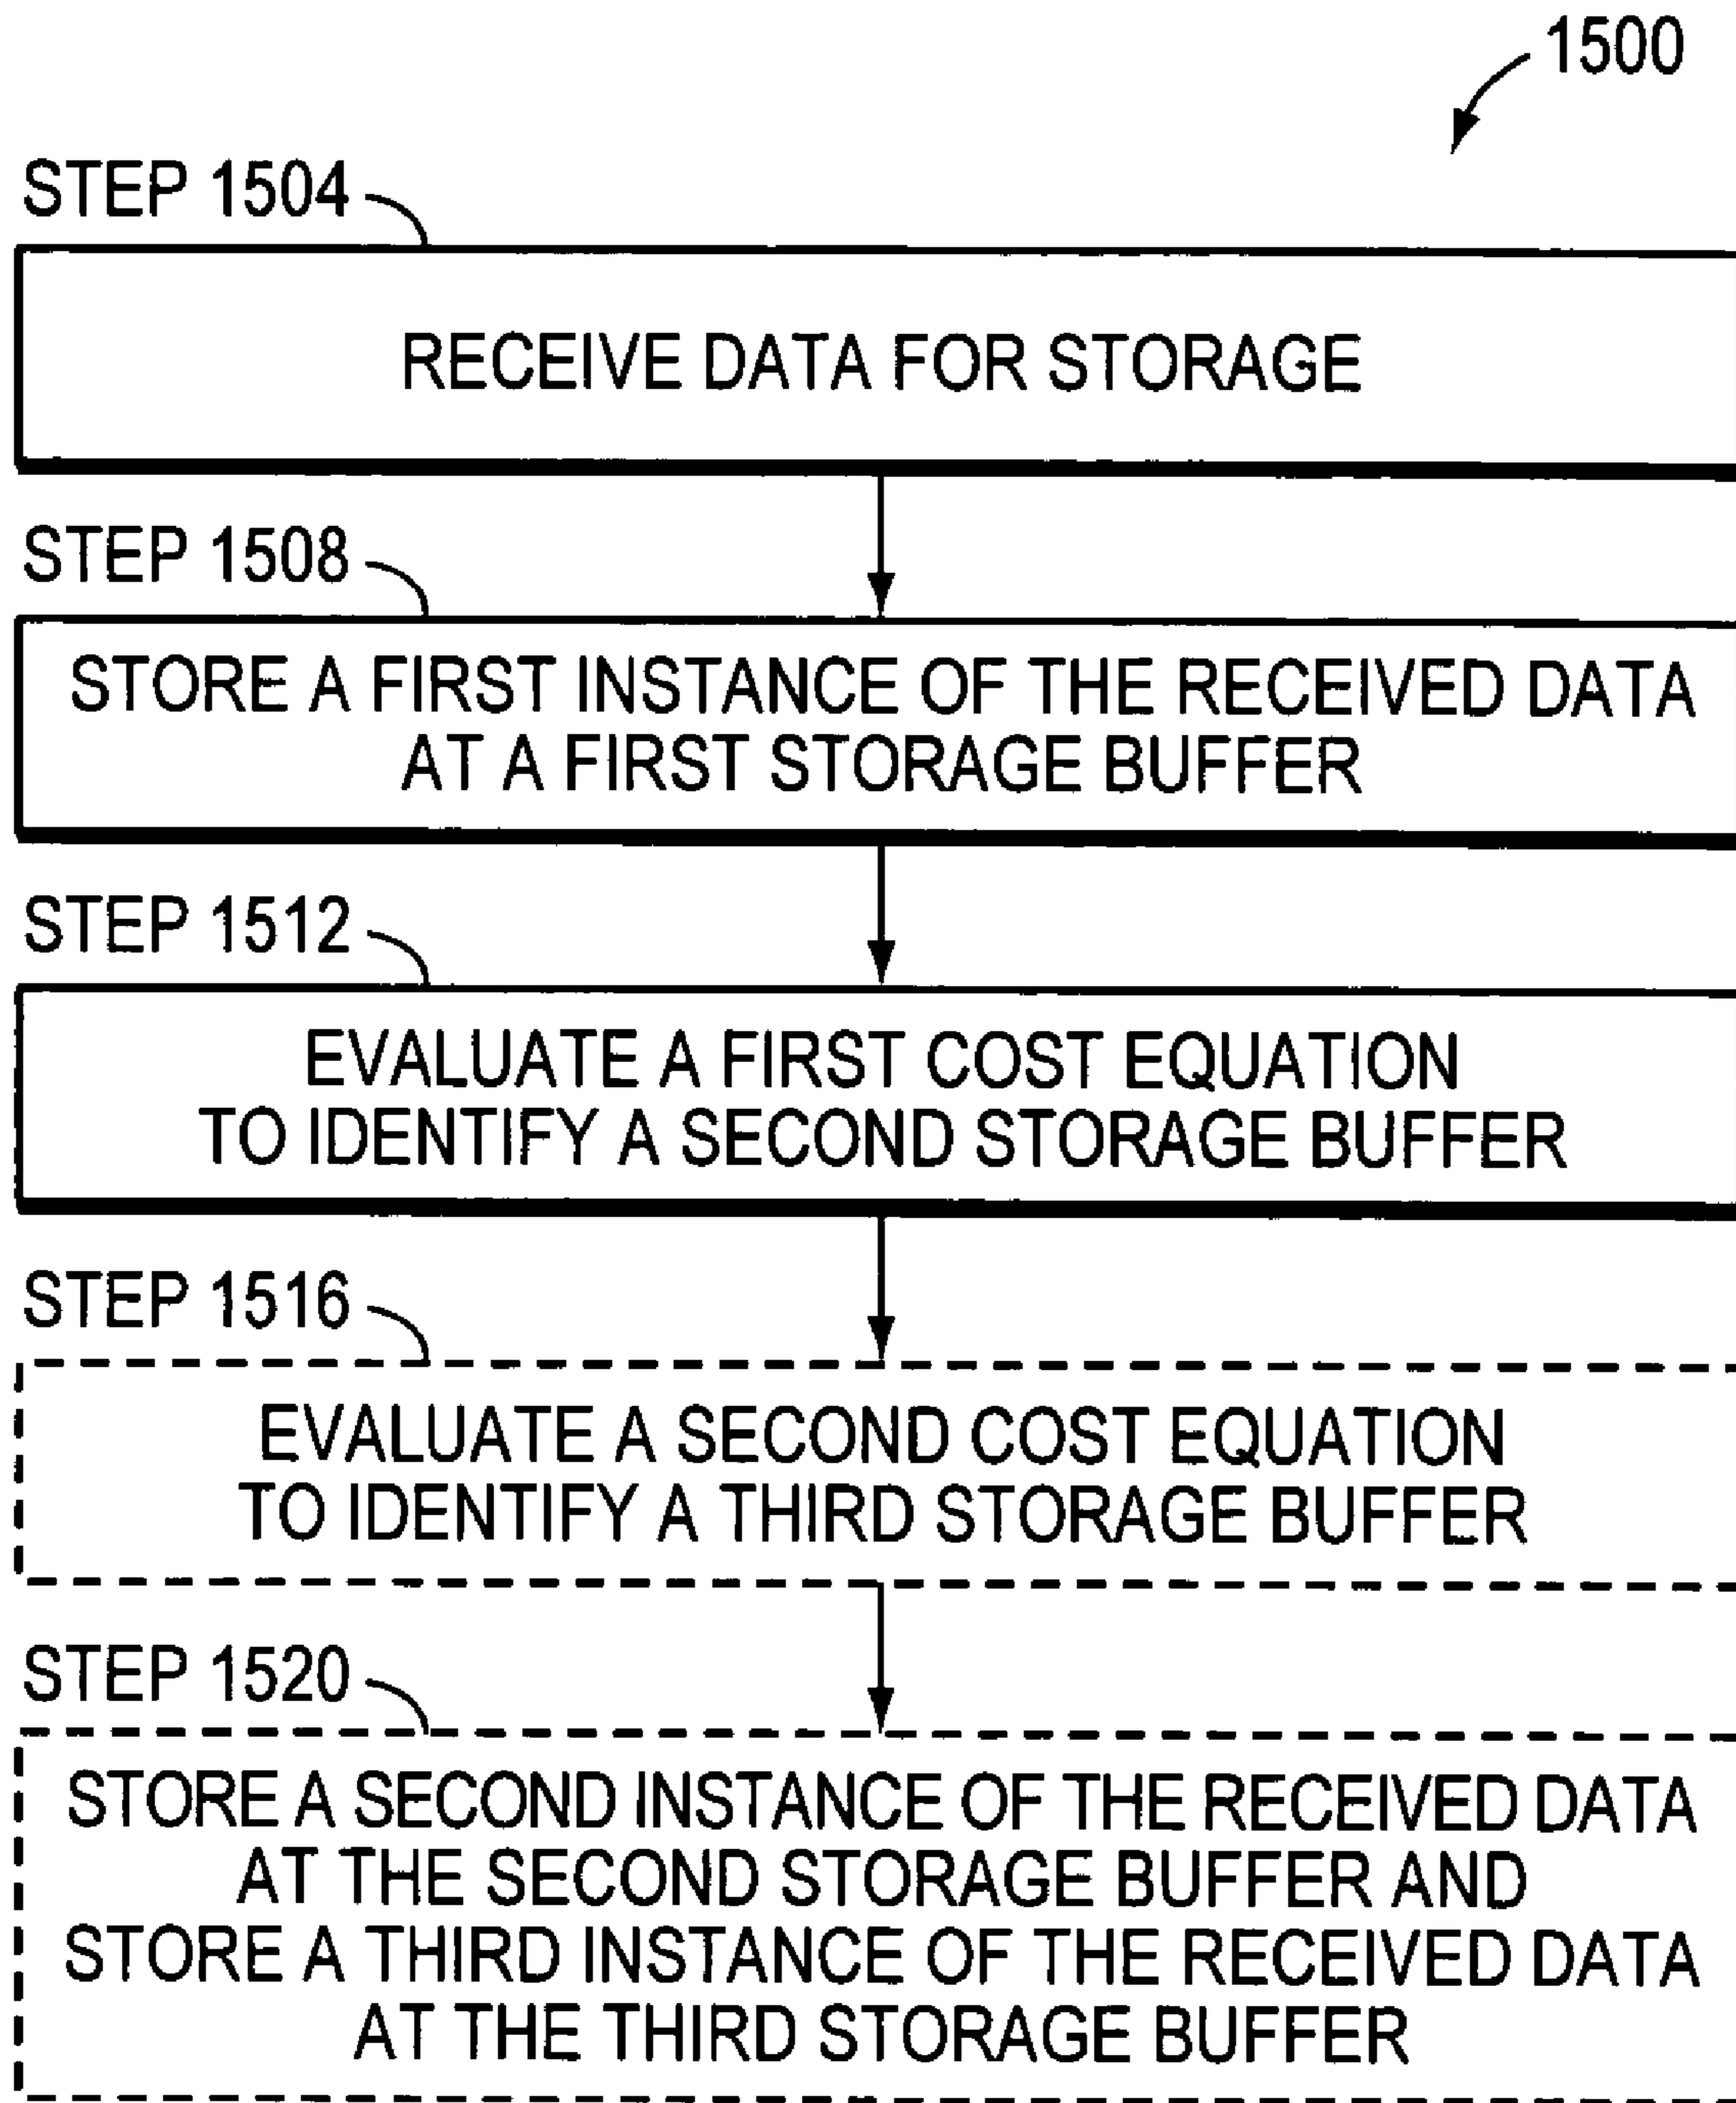 1500
STEP 1504
RECEIVE DATA FOR STORAGE
STEP 1508
STORE A FIRST INSTANCE OF THE RECEIVED DATA
AT A FIRST STORAGE BUFFER
STEP 1512
EVALUATE A FIRST COST EQUATION
TO IDENTIFY A SECOND STORAGE BUFFER
STEP 1516
EVALUATE A SECOND COST EQUATION
TO IDENTIFY A THIRD STORAGE BUFFER
STEP 1520
STORE A SECOND INSTANCE OF THE RECEIVED DATA
AT THE SECOND STORAGE BUFFER AND
STORE A THIRD INSTANCE OF THE RECEIVED DATA
AT THE THIRD STORAGE BUFFER